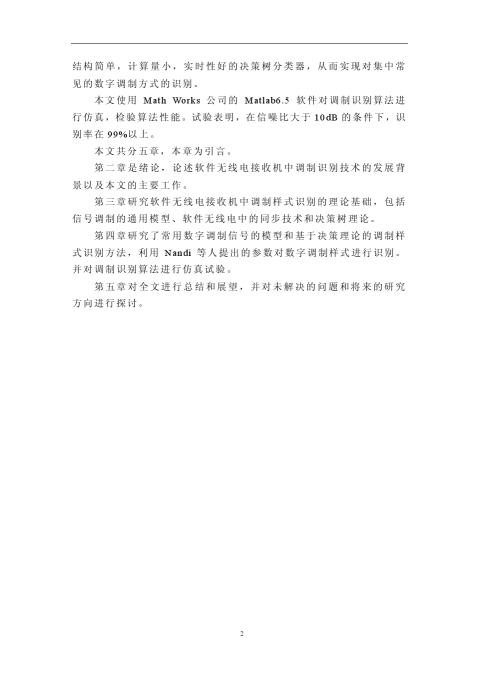 结构简单，计算量小，实时性好的决策树分类器，从而实现对集中常
见的数字调制方式的识别。
本文使用 Math Works 公司的 Matlab6.5 软件对调制识别算法进
行仿真，检验算法性能。试验表明，在信噪比大于 10dB 的条件下，识
别率在 99%以上。
本文共分五章，本章为引言。
第二章是绪论，论述软件无线电接收机中调制识别技术的发展背
景以及本文的主要工作。
第三章研究软件无线电接收机中调制样式识别的理论基础，包括
信号调制的通用模型、软件无线电中的同步技术和决策树理论。
第四章研究了常用数字调制信号的模型和基于决策理论的调制样
式识别方法，利用 Nandi 等人提出的参数对数字调制样式进行识别。
并对调制识别算法进行仿真试验。
第五章对全文进行总结和展望，并对未解决的问题和将来的研究
方向进行探讨。
2